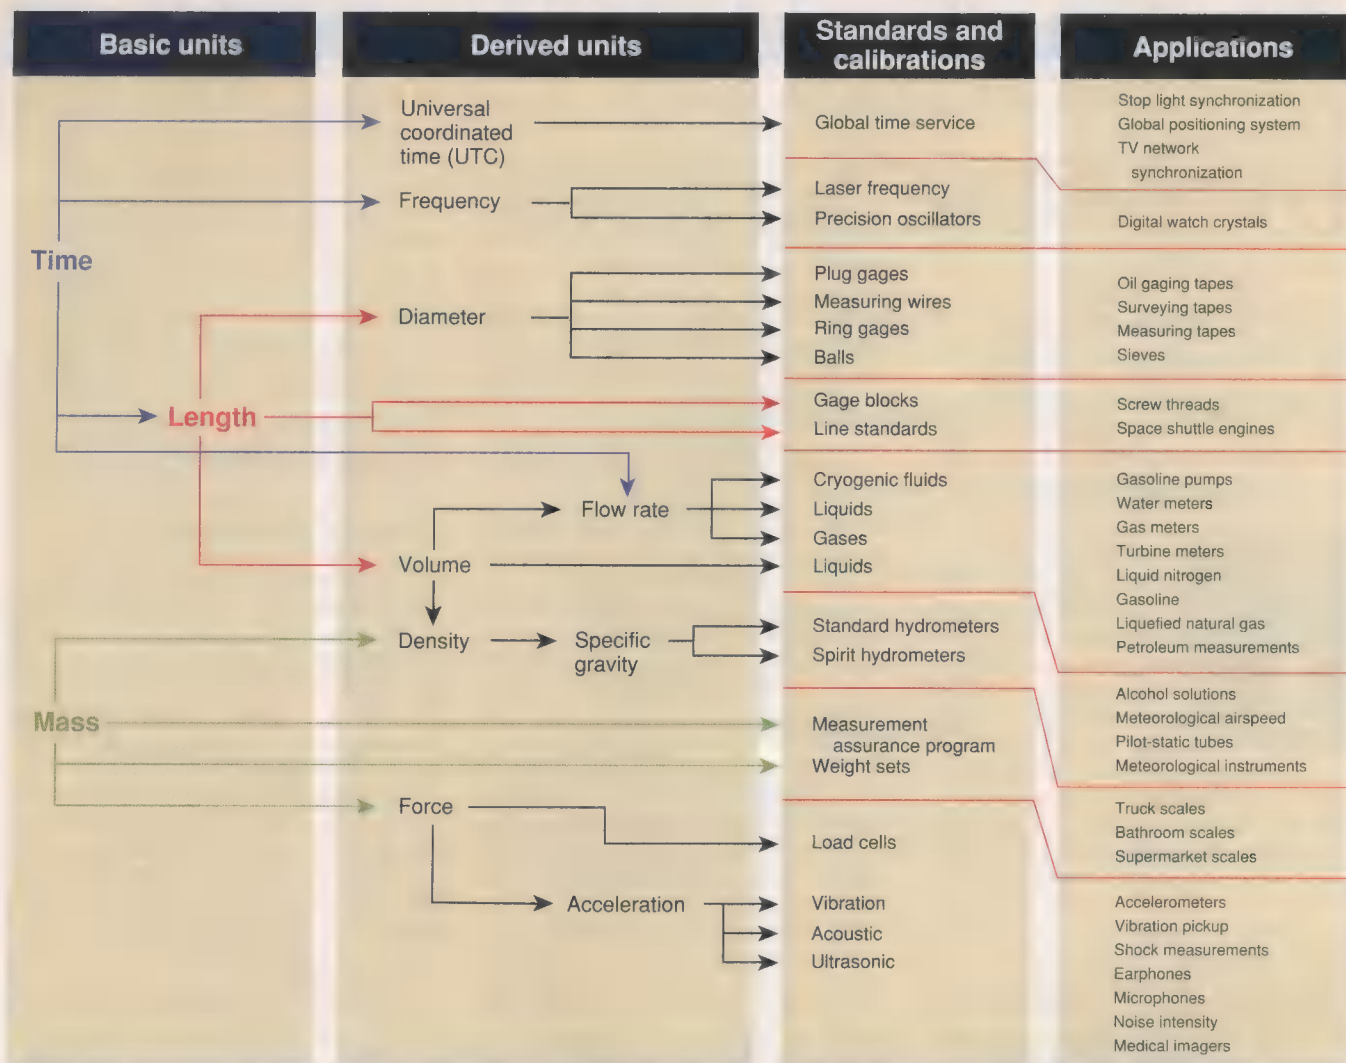 Basic units
Derived units
Standards and
calibrations
Applications
Time
Length
Mass
Universal
coordinated
time (UTC)
Frequency
Diameter
Flow rate
Volume
Density
Specific
gravity
Force
Acceleration
Global time service
Laser frequency
Precision oscillators
Plug gages
Measuring wires
Ring gages
Balls
Gage blocks
Line standards
Cryogenic fluids
Liquids
Gases
Liquids
Standard hydrometers
Spirit hydrometers
Measurement
assurance program
Weight sets
Load cells
Vibration
Acoustic
Ultrasonic
Stop light synchronization
Global positioning system
TV network
synchronization
Digital watch crystals
Oil gaging tapes
Surveying tapes
Measuring tapes
Sieves
Screw threads
Space shuttle engines
Gasoline pumps
Water meters
Gas meters
Turbine meters
Liquid nitrogen
Gasoline
Liquefied natural gas
Petroleum measurements
Alcohol solutions
Meteorological airspeed
Pilot-static tubes
Meteorological instruments
Truck scales
Bathroom scales
Supermarket scales
Accelerometers
Vibration pickup
Shock measurements
Earphones
Microphones
Noise intensity
Medical imagers